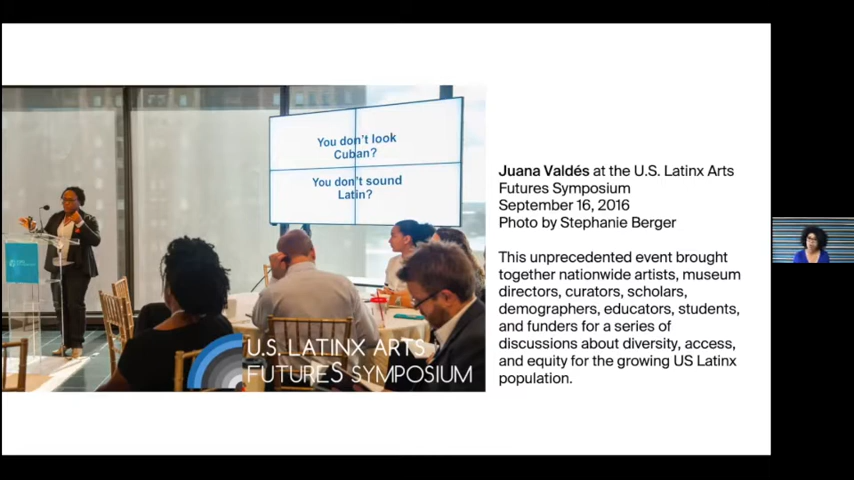 You don't look
Cuban?
You don't sound
Latin?
U.S. LATINX ARTS
FUTURES SYMPOSIUM
Juana Valdés at the U.S. Latinx Arts
Futures Symposium
September 16, 2016
Photo by Stephanie Berger
This unprecedented event brought
together nationwide artists, museum
directors, curators, scholars,
demographers, educators, students,
and funders for a series of
discussions about diversity, access,
and equity for the growing US Latinx
population.